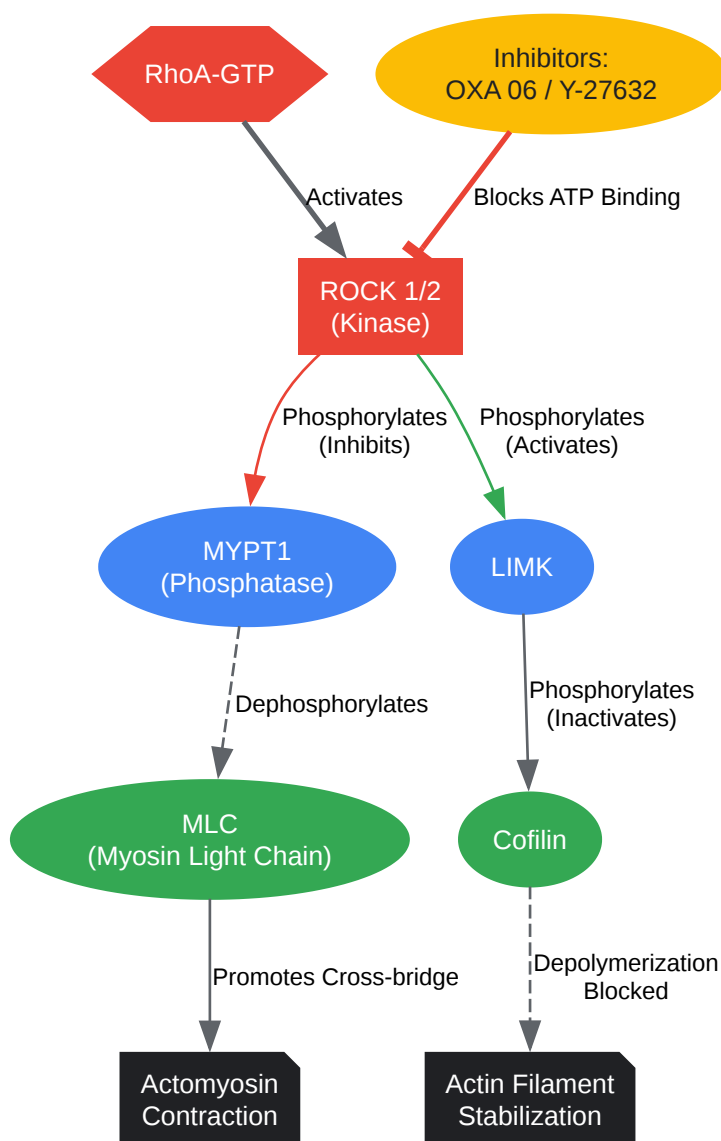 RhoA-GTP
Inhibitors:
OXA 06 / Y-27632
Activates
Blocks ATP Binding
ROCK 1/2
(Kinase)
Phosphorylates
(Inhibits)
Phosphorylates
(Activates)
MYPT1
(Phosphatase)
LIMK
Dephosphorylates
Phosphorylates
(Inactivates)
MLC
(Myosin Light Chain)
Cofilin
Promotes Cross-bridge
Depolymerization
Blocked
Actomyosin
Contraction
Actin Filament
Stabilization